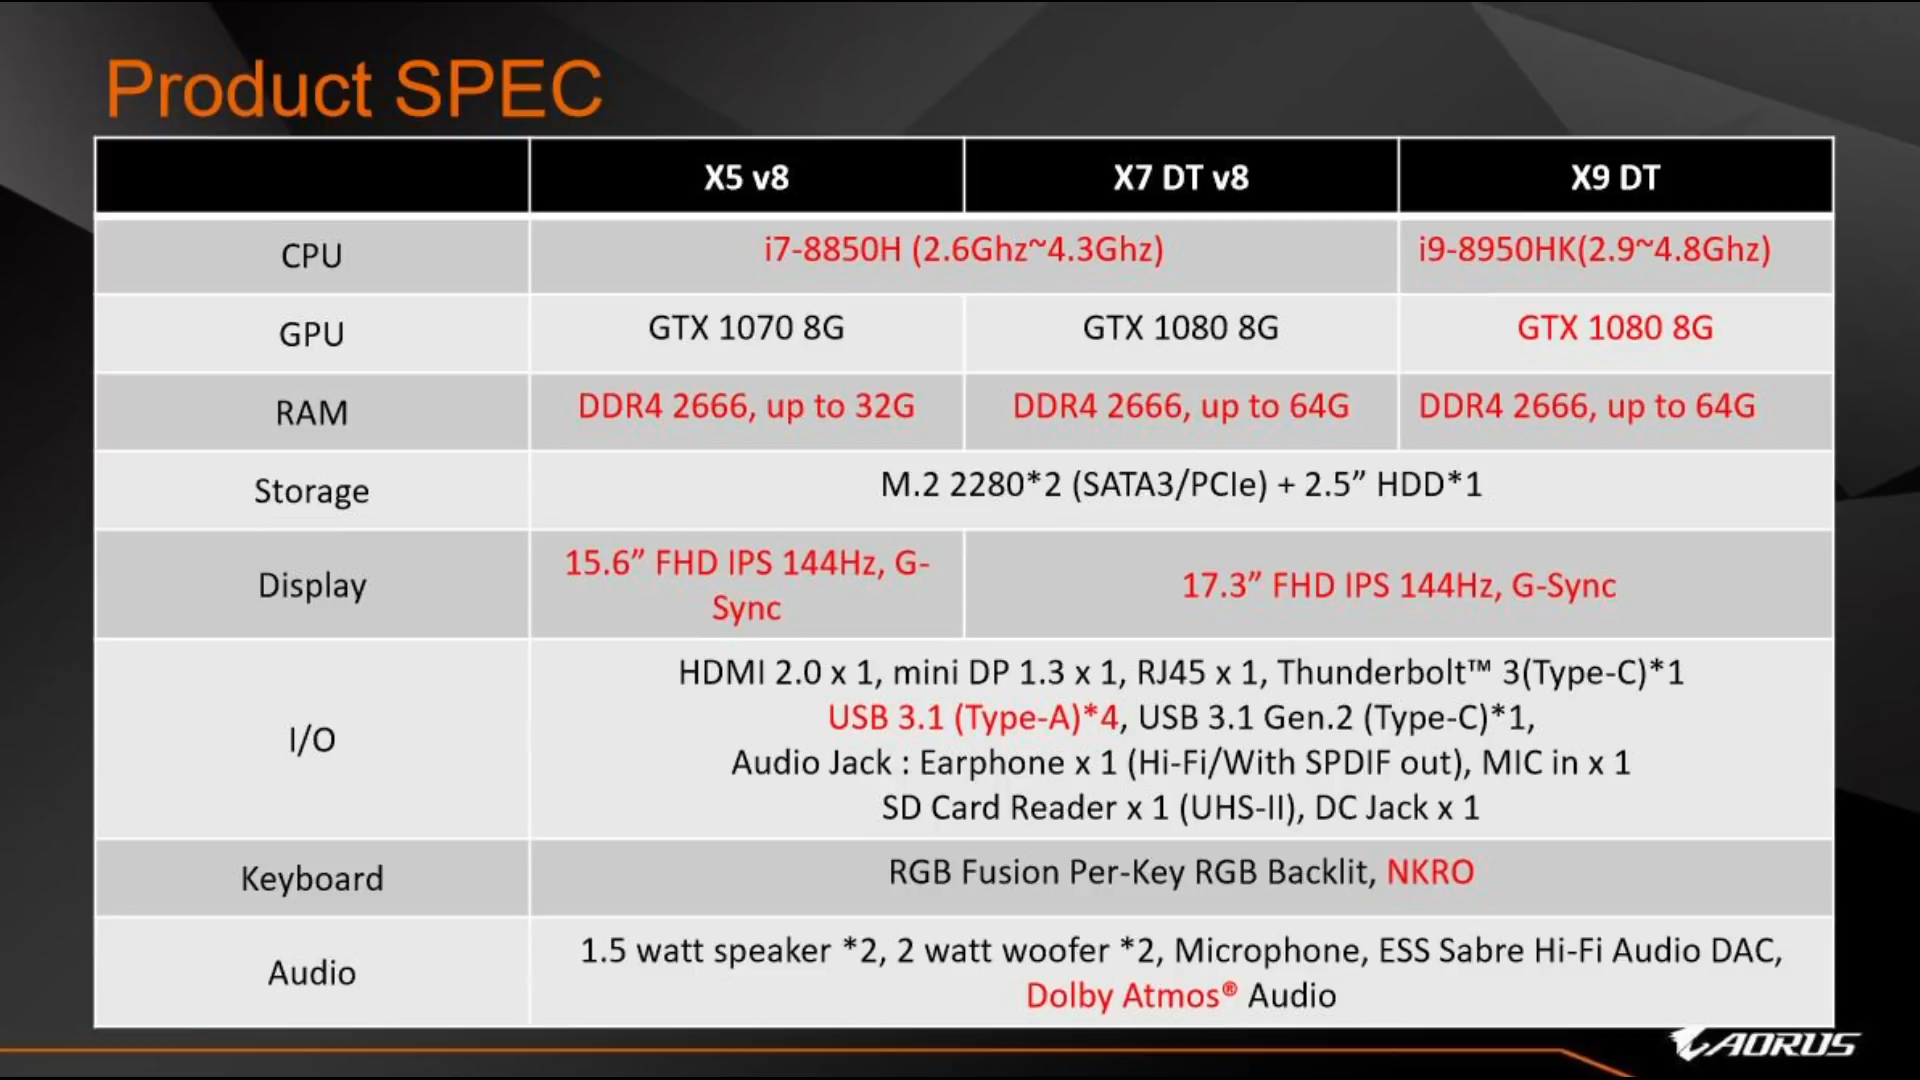 Product SPEC
X5 v8 X7 DT v8 X9 DT
CPU i7-8850H (2.6Ghz~4.3Ghz) i9-8950HK(2.9~4.8Ghz)
GPU GTX 1070 8G GTX 1080 8G GTX 1080 8G
RAM DDR4 2666, up to 32G DDR4 2666, up to 64G DDR4 2666, up to 64G
Storage M.2 2280*2 (SATA3/PCIe) + 2.5” HDD*1
Display 15.6” FHD IPS 144Hz, G-
Sync 17.3” FHD IPS 144Hz, G-Sync
I/O HDMI 2.0 x 1, mini DP 1.3 x 1, RJ45 x 1, Thunderbolt™ 3(Type-C)*1
USB 3.1 (Type-A)*4, USB 3.1 Gen.2 (Type-C)*1,
Audio Jack : Earphone x 1 (Hi-Fi/With SPDIF out), MIC in x 1
SD Card Reader x 1 (UHS-II), DC Jack x 1
Keyboard RGB Fusion Per-Key RGB Backlit, NKRO
Audio 1.5 watt speaker *2, 2 watt woofer *2, Microphone, ESS Sabre Hi-Fi Audio DAC,
Dolby Atmos® Audio
AORUS